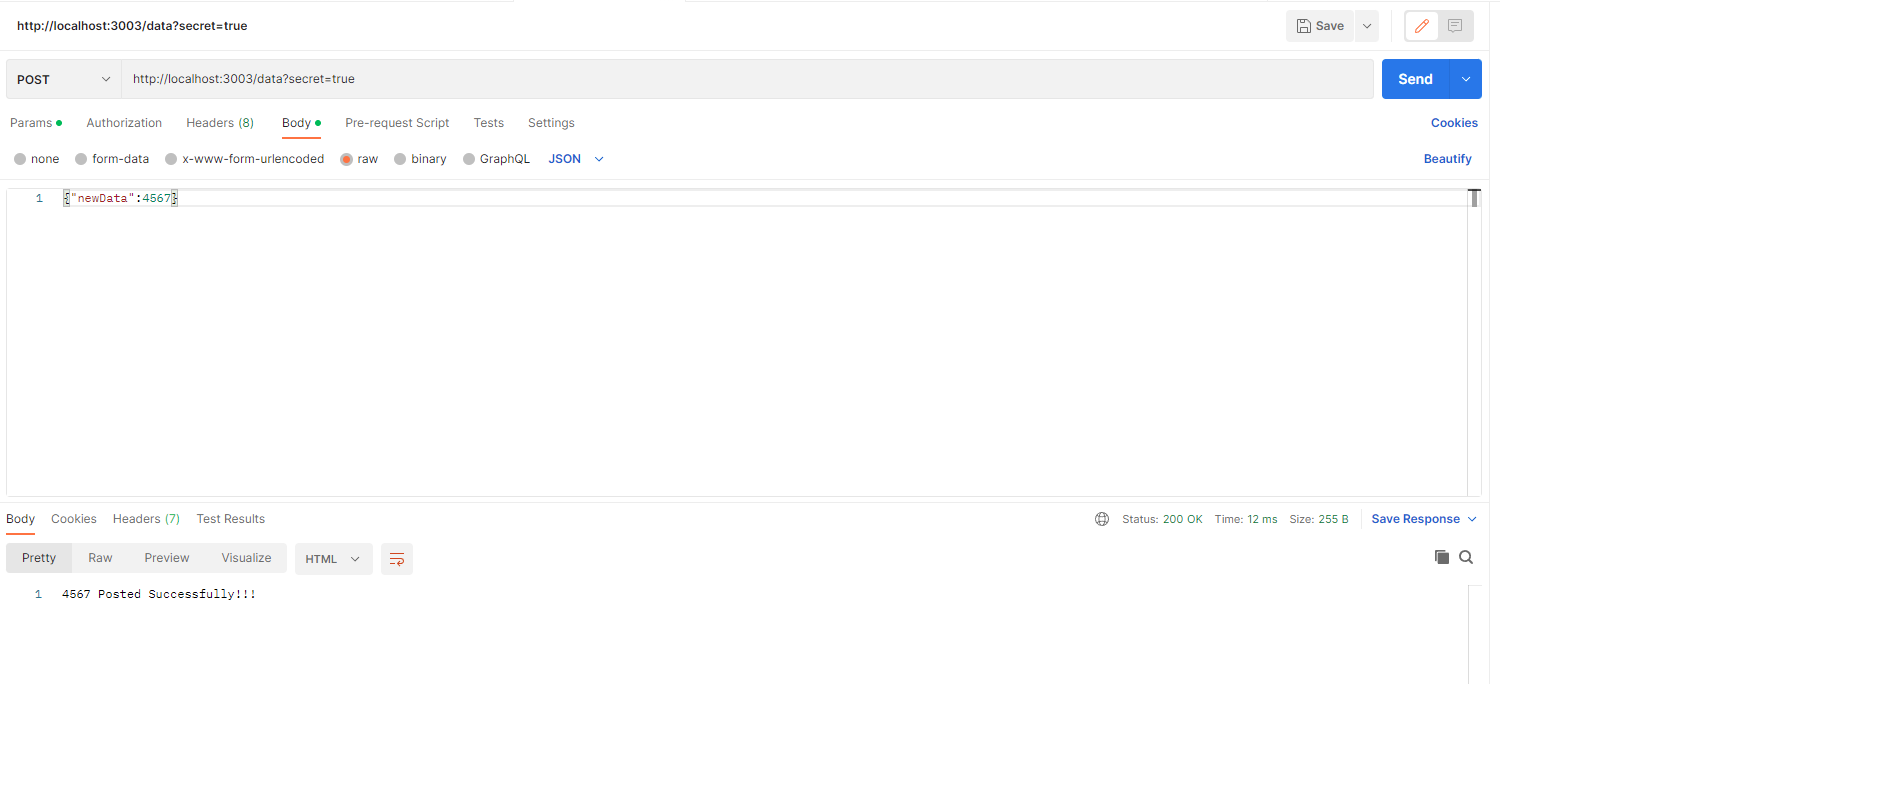 http://localhost:3003/data?secret=true Save
POST http://localhost:3003/data?secret=true Send
Params Authorization Headers (8) Body Pre-request Script Tests Settings Cookies
none form-data x-www-form-urlencoded raw binary GraphQL JSON Beautify
1 {"newData":4567}
Body Cookies Headers (7) Test Results Status: 200 OK Time: 12 ms Size: 255 B Save Response
Pretty Raw Preview Visualize HTML
1 4567 Posted Successfully!!!